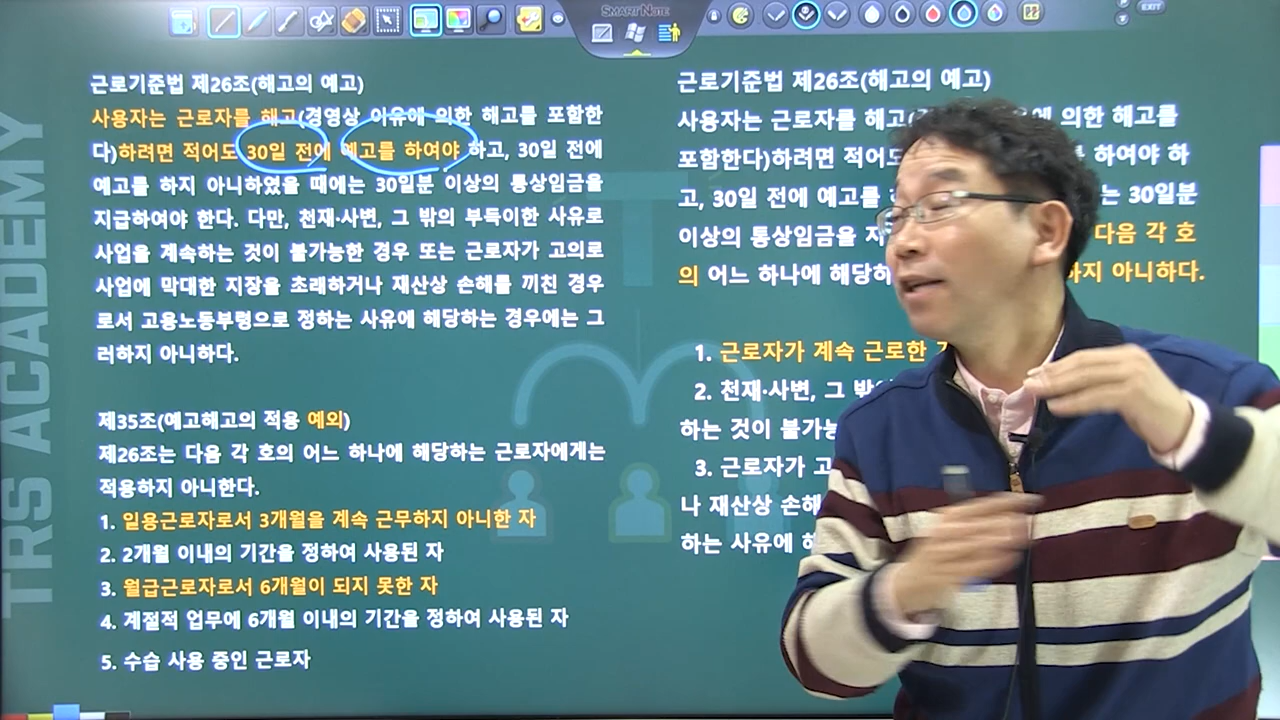 SMART NOTE
EXIT
TRS ACADEMY
근로기준법 제26조(해고의 예고)
사용자는 근로자를 해고(경영상 이유에 의한 해고를 포함한
다)하려면 적어도 30일 전에 예고를 하여야 하고, 30일 전에
예고를 하지 아니하였을 때에는 30일분 이상의 통상임금을
지급하여야 한다. 다만, 천재·사변, 그 밖의 부득이한 사유로
사업을 계속하는 것이 불가능한 경우 또는 근로자가 고의로
사업에 막대한 지장을 초래하거나 재산상 손해를 끼친 경우
로서 고용노동부령으로 정하는 사유에 해당하는 경우에는 그
러하지 아니하다.
제35조(예고해고의 적용 예외)
제26조는 다음 각 호의 어느 하나에 해당하는 근로자에게는
적용하지 아니한다.
1. 일용근로자로서 3개월을 계속 근무하지 아니한 자
2. 2개월 이내의 기간을 정하여 사용된 자
3. 월급근로자로서 6개월이 되지 못한 자
4. 계절적 업무에 6개월 이내의 기간을 정하여 사용된 자
5. 수습 사용 중인 근로자
근로기준법 제26조(해고의 예고)
사용자는 근로자를 해고( 에 의한 해고를
포함한다)하려면 적어도 하여야 하
고, 30일 전에 예고를 는 30일분
이상의 통상임금을 다음 각 호
의 어느 하나에 해당하 하지 아니하다.
1. 근로자가 계속 근로한
2. 천재·사변, 그
하는 것이
3. 근로자가
나 재산상 손해
하는 사유에